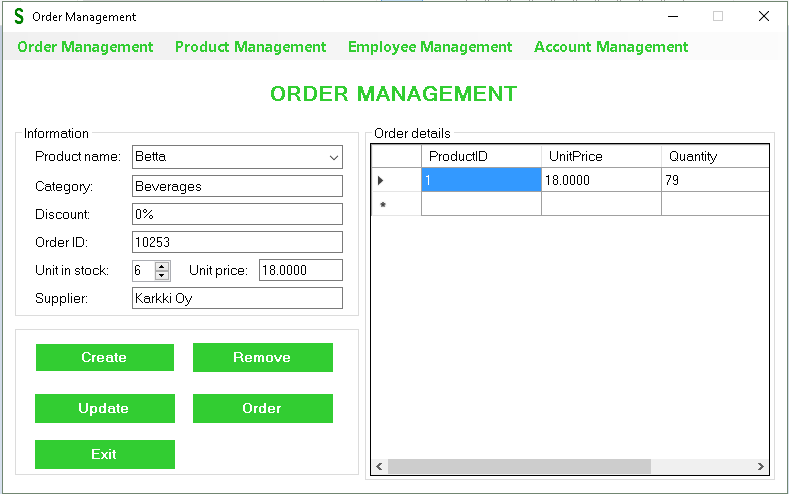 S Order Management
Order Management Product Management Employee Management Account Management
ORDER MANAGEMENT
Information
Product name: Betta
Category: Beverages
Discount: 0%
Order ID: 10253
Unit in stock: 6 Unit price: 18.0000
Supplier: Karkki Oy
Create Remove
Update Order
Exit
Order details
ProductID UnitPrice Quantity
1 18.0000 79
*